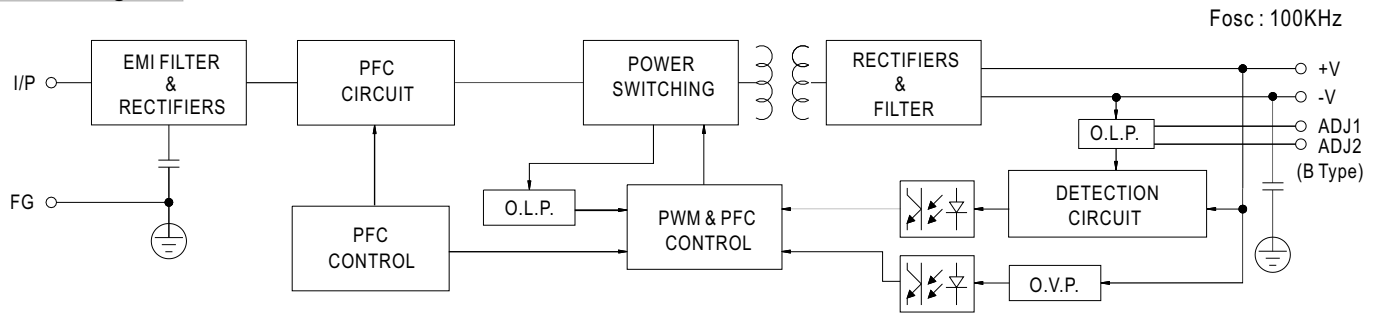 Fosc : 100KHz
I/P
EMI FILTER
&
RECTIFIERS
PFC
CIRCUIT
POWER
SWITCHING
RECTIFIERS
&
FILTER
+V
-V
O.L.P.
ADJ1
ADJ2
(B Type)
FG
PFC
CONTROL
O.L.P.
PWM & PFC
CONTROL
DETECTION
CIRCUIT
O.V.P.